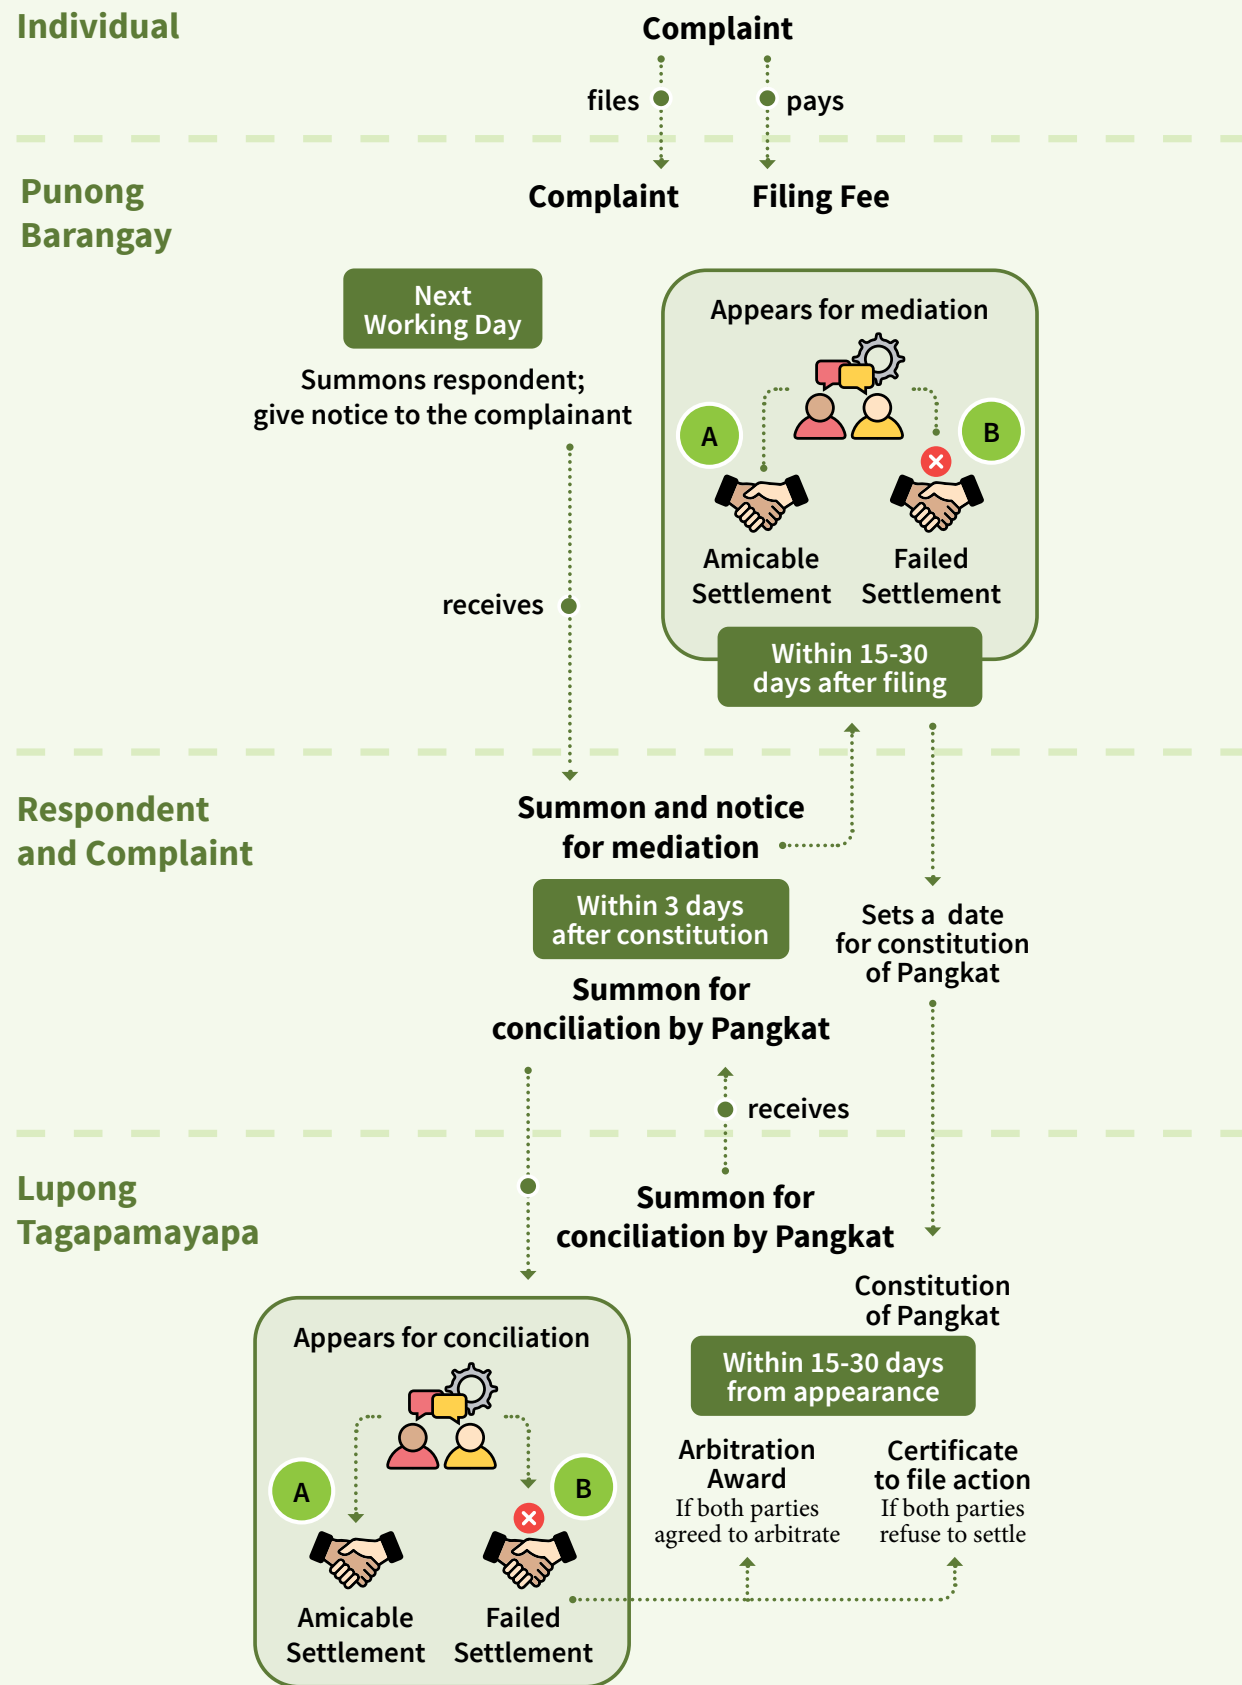 Individual
Complaint
files
pays
Punong
Barangay
Complaint
Filing Fee
Next
Working Day
Summons respondent;
give notice to the complainant
receives
Appears for mediation
A
B
Amicable
Settlement
Failed
Settlement
Within 15-30
days after filing
Respondent
and Complaint
Summon and notice
for mediation
Within 3 days
after constitution
Summon for
conciliation by Pangkat
Sets a date
for constitution
of Pangkat
receives
Lupong
Tagapamayapa
Summon for
conciliation by Pangkat
Constitution
of Pangkat
Within 15-30 days
from appearance
Appears for conciliation
A
B
Amicable
Settlement
Failed
Settlement
Arbitration
Award
If both parties
agreed to arbitrate
Certificate
to file action
If both parties
refuse to settle